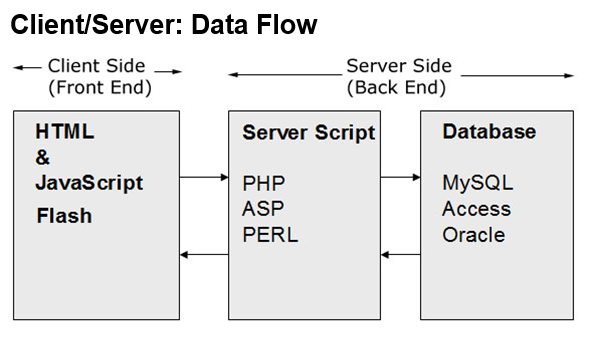 Client/Server: Data Flow
Client Side
(Front End)
Server Side
(Back End)
HTML
&
JavaScript
Flash
Server Script
PHP
ASP
PERL
Database
MySQL
Access
Oracle